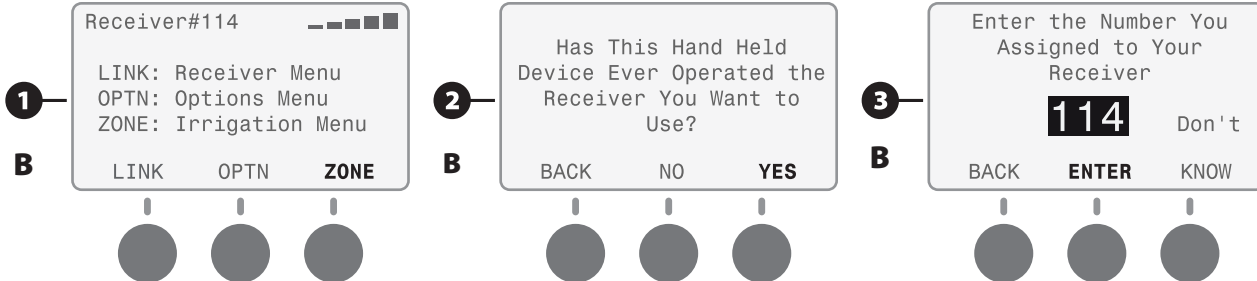 Receiver#114
LINK: Receiver Menu
OPTN: Options Menu
ZONE: Irrigation Menu
1
B
LINK OPTN ZONE
Has This Hand Held
Device Ever Operated the
Receiver You Want to
Use?
2
B
BACK NO YES
Enter the Number You
Assigned to Your
Receiver
3
114 Don't
B
BACK ENTER KNOW